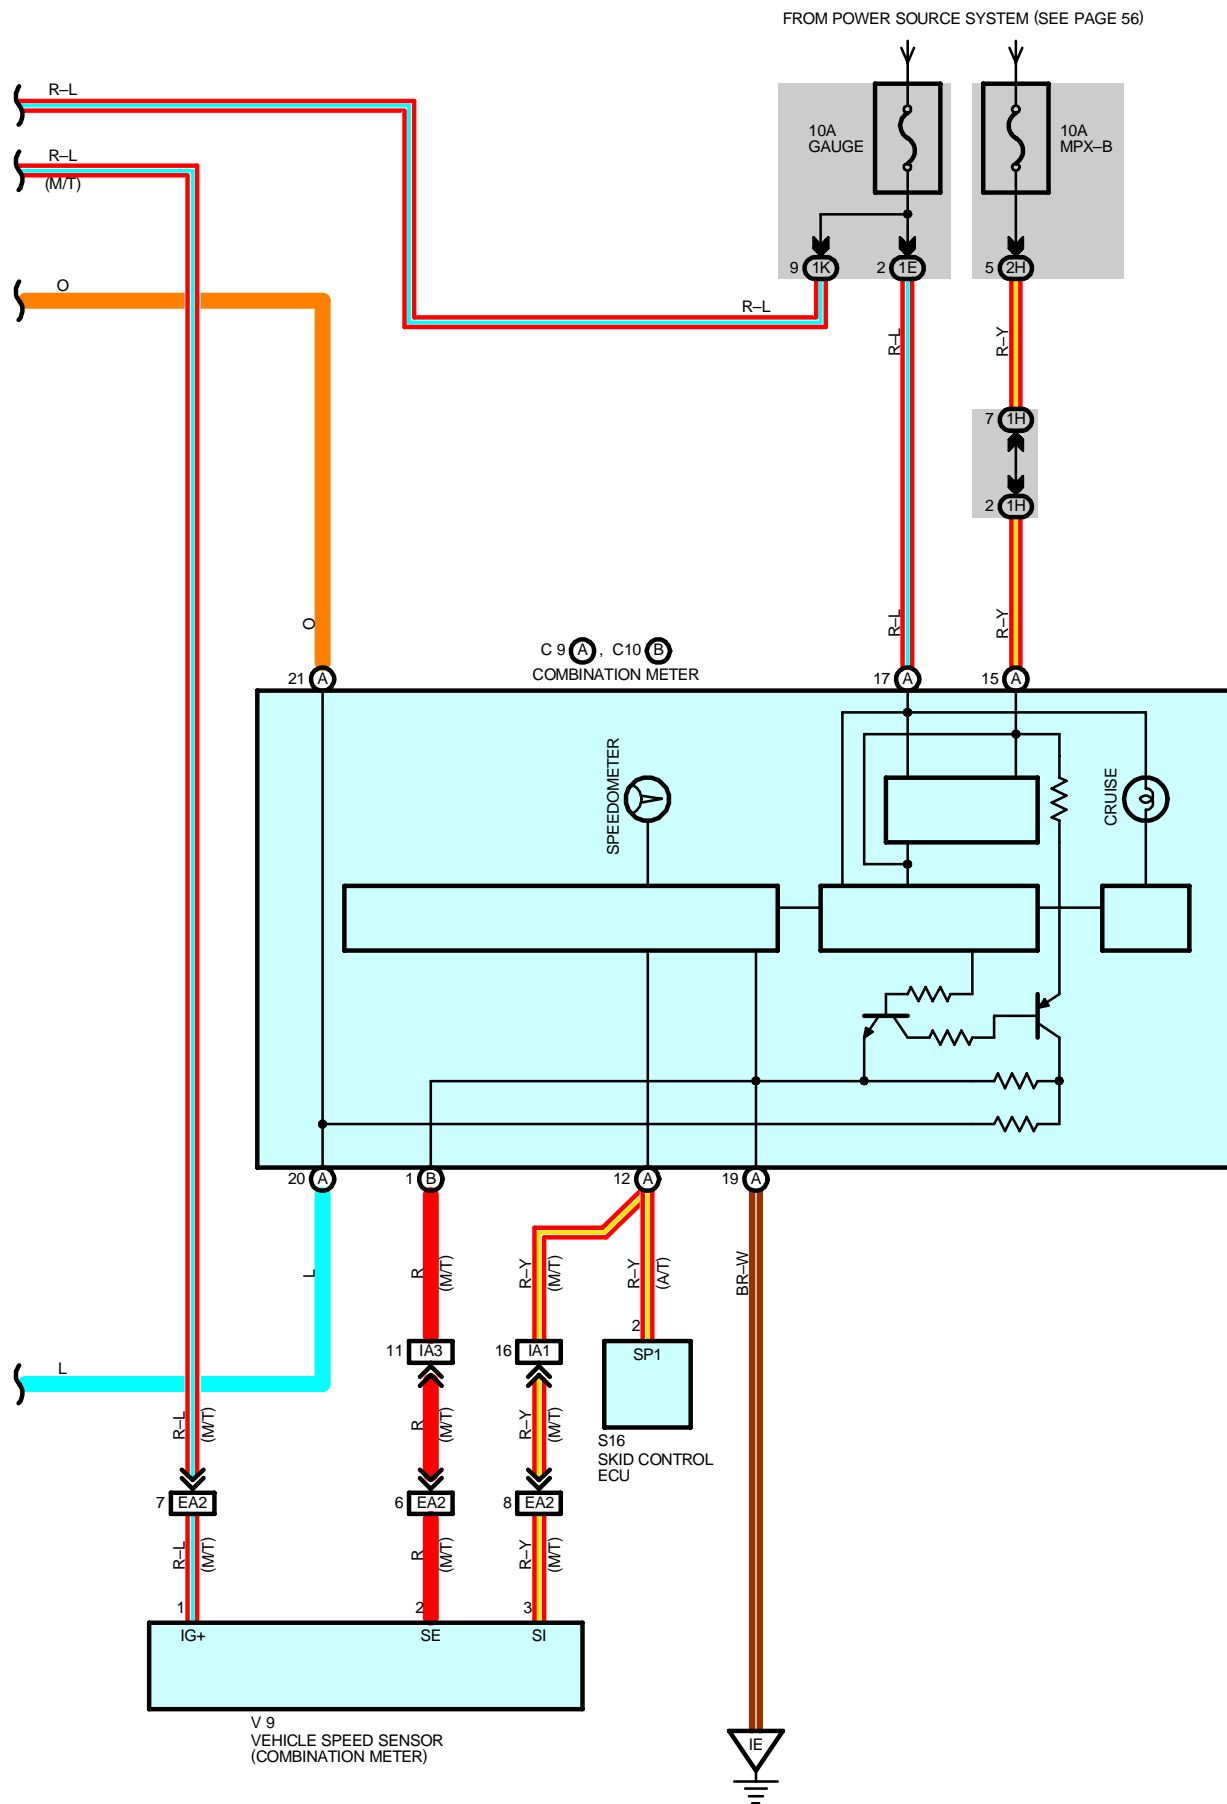 FROM POWER SOURCE SYSTEM (SEE PAGE 56)
R–L
R–L
(M/T)
10A
GAUGE
10A
MPX–B
9 1K
2 1E
5 2H
O
R–L
R–L
R–Y
7 1H
2 1H
O
R–L
R–Y
C 9 A , C10 B
COMBINATION METER
21 A
17 A
15 A
SPEEDOMETER
CRUISE
20 A
1 B
12 A
19 A
L
R
(M/T)
R–Y
(M/T)
R–Y
(A/T)
BR–W
11 IA3
16 IA1
2
SP1
L
R–L
(M/T)
R
(M/T)
R–Y
(M/T)
S16
SKID CONTROL
ECU
7 EA2
6 EA2
8 EA2
R–L
(M/T)
R
(M/T)
R–Y
(M/T)
1
2
3
IG+
SE
SI
V 9
VEHICLE SPEED SENSOR
(COMBINATION METER)
IE